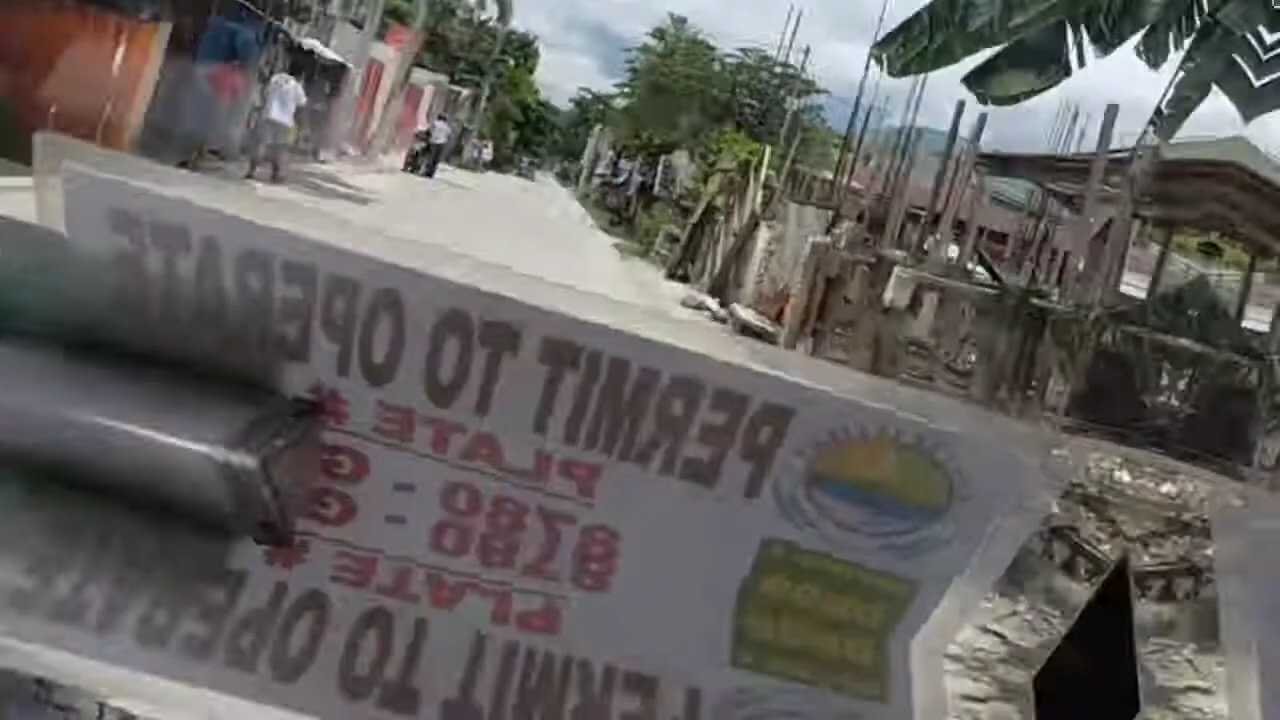 PERMIT TO OPERATE
PLATE #
8780 - G
8780 - G
PLATE #
PERMIT TO OPERATE